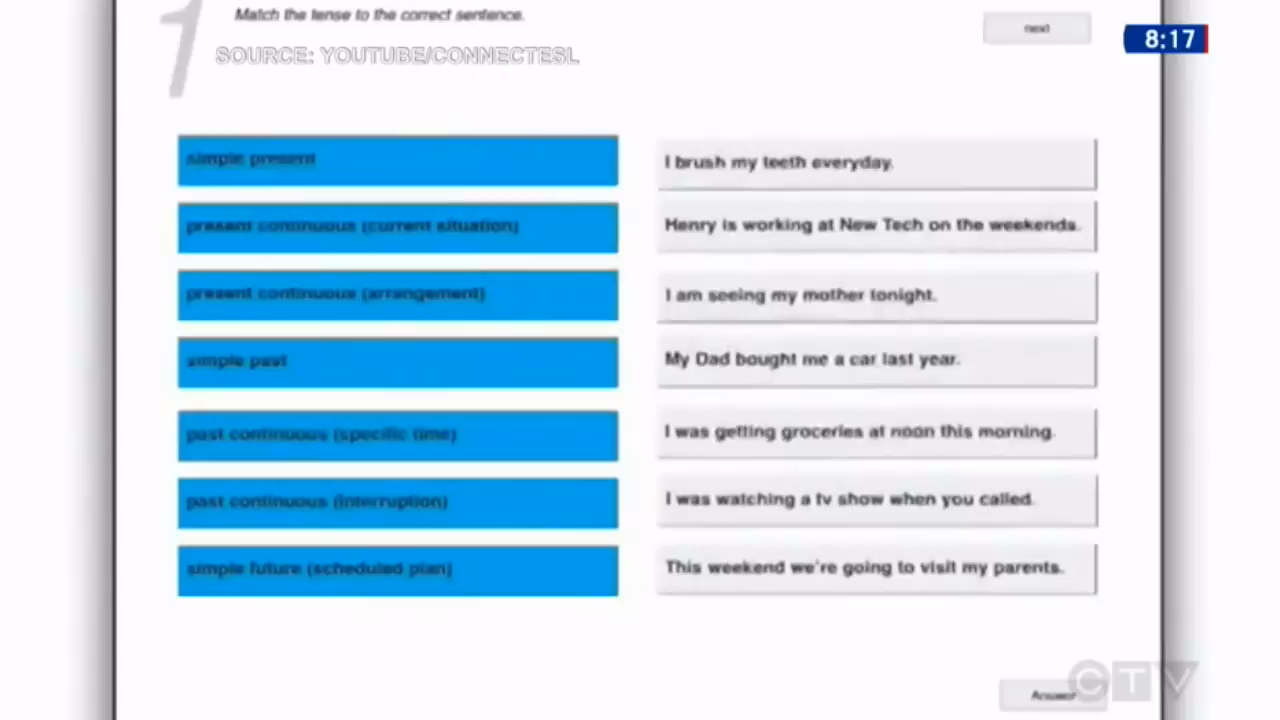 1
Match the tense to the correct sentence.
next
8:17
SOURCE: YOUTUBE/CONNECTESL
simple present
I brush my teeth everyday.
present continuous (current situation)
Henry is working at New Tech on the weekends.
present continuous (arrangement)
I am seeing my mother tonight.
simple past
My Dad bought me a car last year.
past continuous (specific time)
I was getting groceries at noon this morning.
past continuous (interruption)
I was watching a tv show when you called.
simple future (scheduled plan)
This weekend we're going to visit my parents.
Answer
CTV